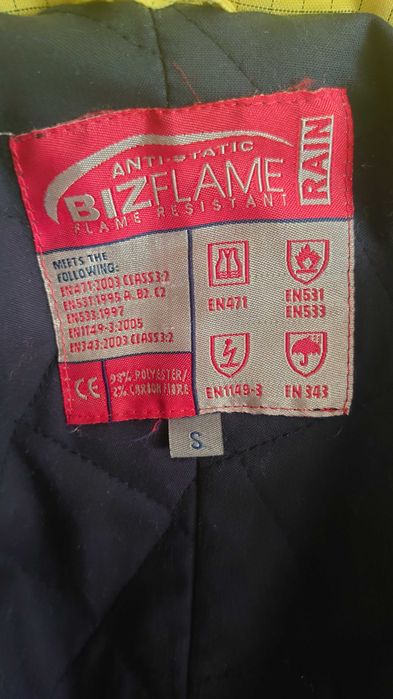 ANTI-STATIC
BIZFLAME
FLAME RESISTANT
RAIN
MEETS THE
FOLLOWING:
EN471:2003 CLASS3:2
EN531:1995 A, B2, C2
EN533:1997
EN1149-3:2005
EN343:2003 CLASS3:2
CE
98% POLYESTER/
2% CARBON FIBRE
EN471
EN531
EN533
EN1149-3
EN 343
S